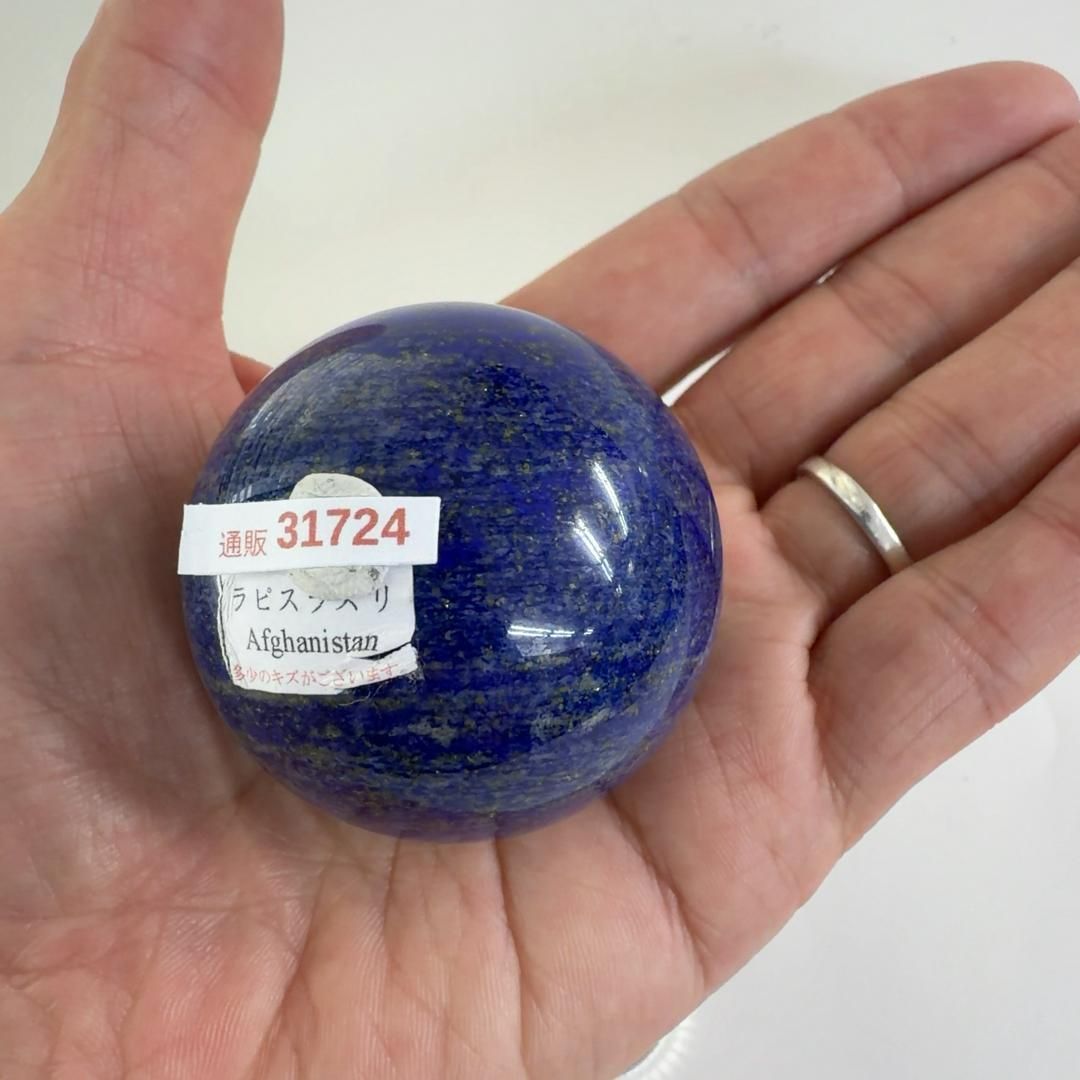 通販 31724
ラピスラズリ
Afghanistan
多少のキズがございます